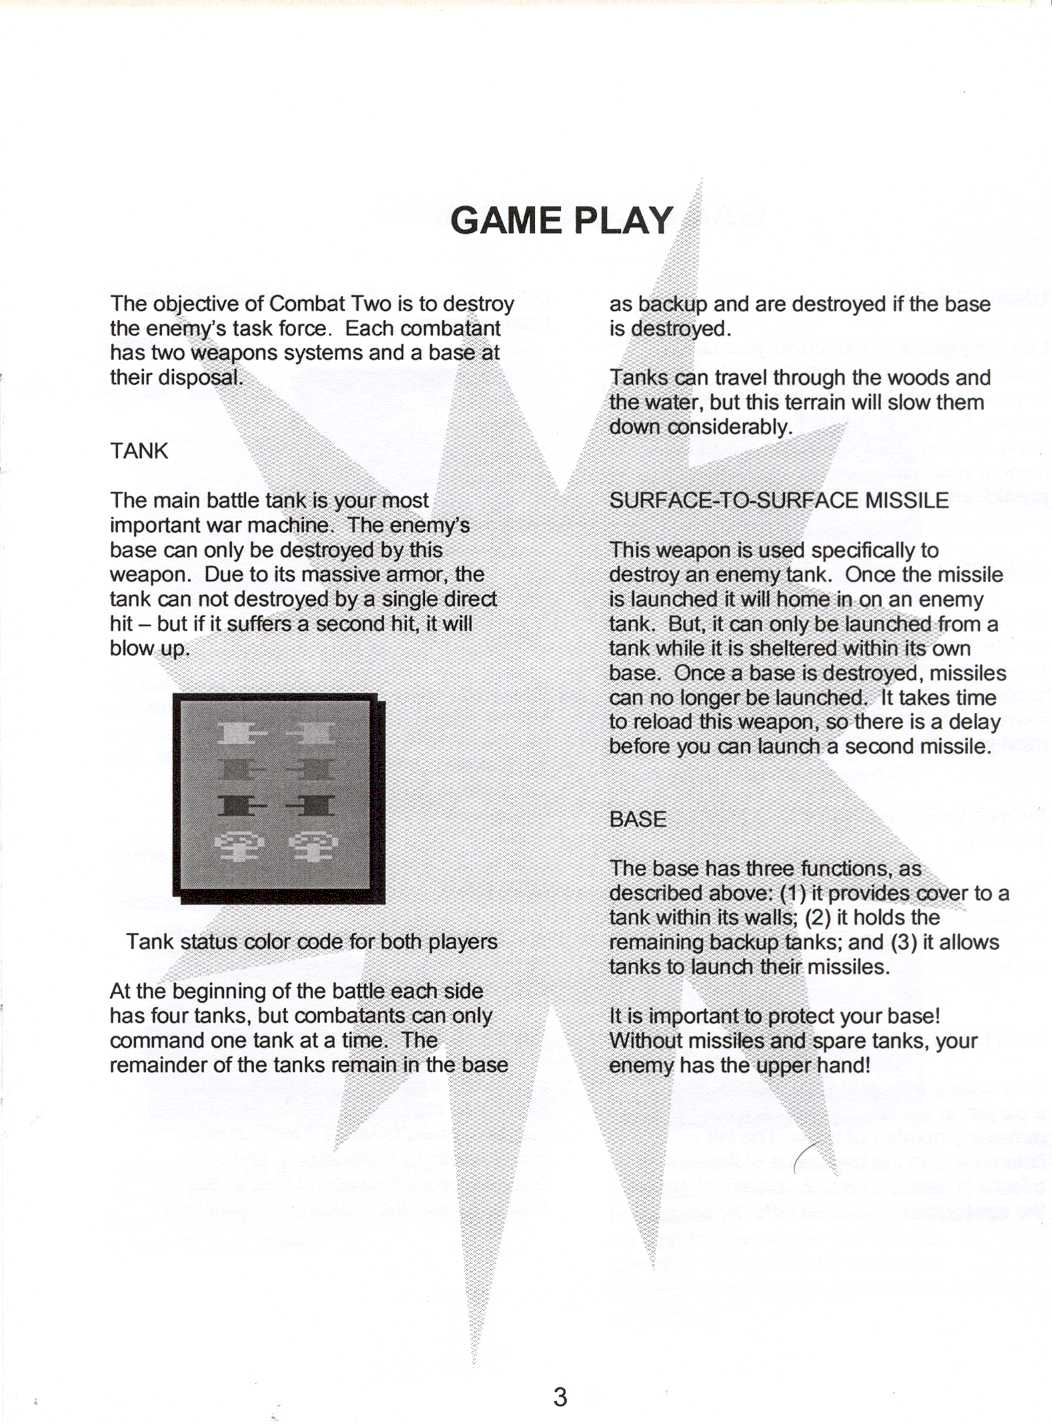 GAME PLAY
The objective of Combat Two is to destroy
the enemy's task force.  Each combatant
has two weapons systems and a base at
their disposal.
TANK
The main battle tank is your most
important war machine.  The enemy's
base can only be destroyed by this
weapon.  Due to its massive armor, the
tank can not destroyed by a single direct
hit – but if it suffers a second hit, it will
blow up.
Tank status color code for both players
At the beginning of the battle each side
has four tanks, but combatants can only
command one tank at a time.  The
remainder of the tanks remain in the base
as backup and are destroyed if the base
is destroyed.
Tanks can travel through the woods and
the water, but this terrain will slow them
down considerably.
SURFACE-TO-SURFACE MISSILE
This weapon is used specifically to
destroy an enemy tank.  Once the missile
is launched it will home in on an enemy
tank.  But, it can only be launched from a
tank while it is sheltered within its own
base.  Once a base is destroyed, missiles
can no longer be launched.  It takes time
to reload this weapon, so there is a delay
before you can launch a second missile.
BASE
The base has three functions, as
described above: (1) it provides cover to a
tank within its walls; (2) it holds the
remaining backup tanks; and (3) it allows
tanks to launch their missiles.
It is important to protect your base!
Without missiles and spare tanks, your
enemy has the upper hand!
3